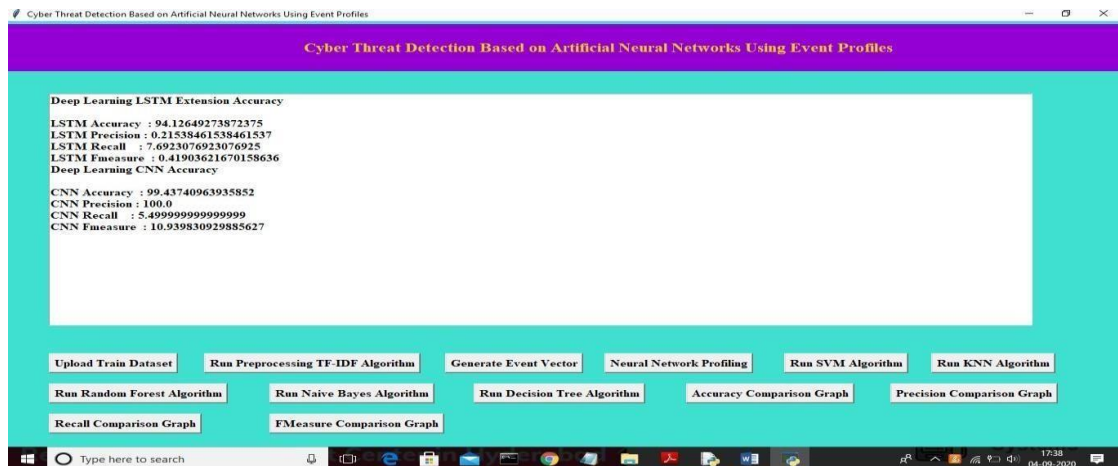 Cyber Threat Detection Based on Artificial Neural Networks Using Event Profiles
Cyber Threat Detection Based on Artificial Neural Networks Using Event Profiles
Deep Learning LSTM Extension Accuracy
LSTM Accuracy : 94.12649273872375
LSTM Precision : 0.21538461538461537
LSTM Recall : 7.6923076923076925
LSTM Fmeasure : 0.41903621670158636
Deep Learning CNN Accuracy
CNN Accuracy : 99.43740963935852
CNN Precision : 100.0
CNN Recall : 5.499999999999999
CNN Fmeasure : 10.939830929885627
Upload Train Dataset Run Preprocessing TF-IDF Algorithm Generate Event Vector Neural Network Profiling Run SVM Algorithm Run KNN Algorithm
Run Random Forest Algorithm Run Naive Bayes Algorithm Run Decision Tree Algorithm Accuracy Comparison Graph Precision Comparison Graph
Recall Comparison Graph FMeasure Comparison Graph
Type here to search
17:38
04-09-2020